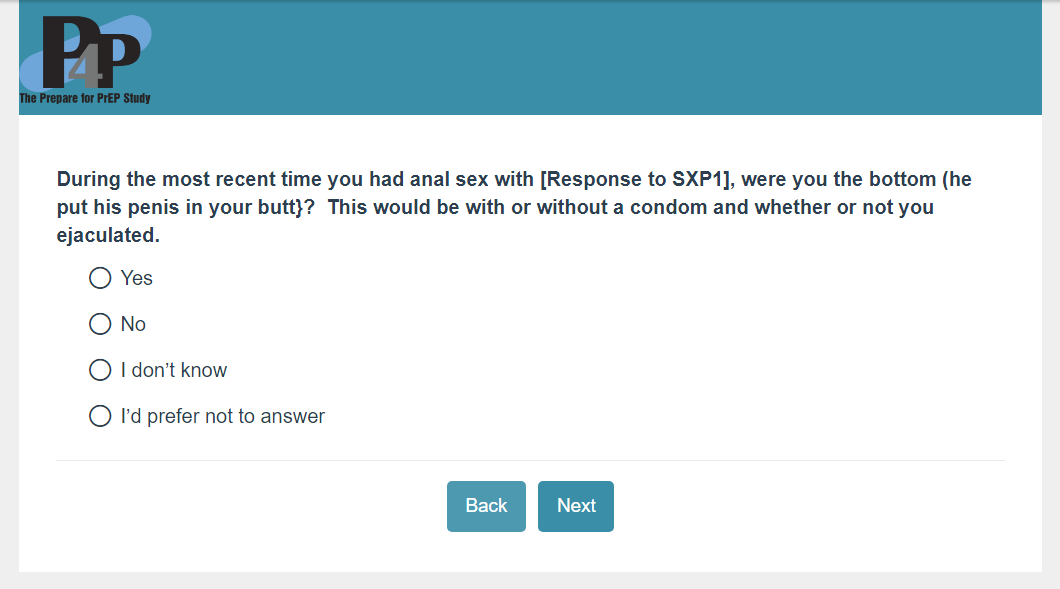 P4P
The Prepare for PrEP Study
During the most recent time you had anal sex with [Response to SXP1], were you the bottom (he
put his penis in your butt}?  This would be with or without a condom and whether or not you
ejaculated.
Yes
No
I don’t know
I’d prefer not to answer
Back
Next